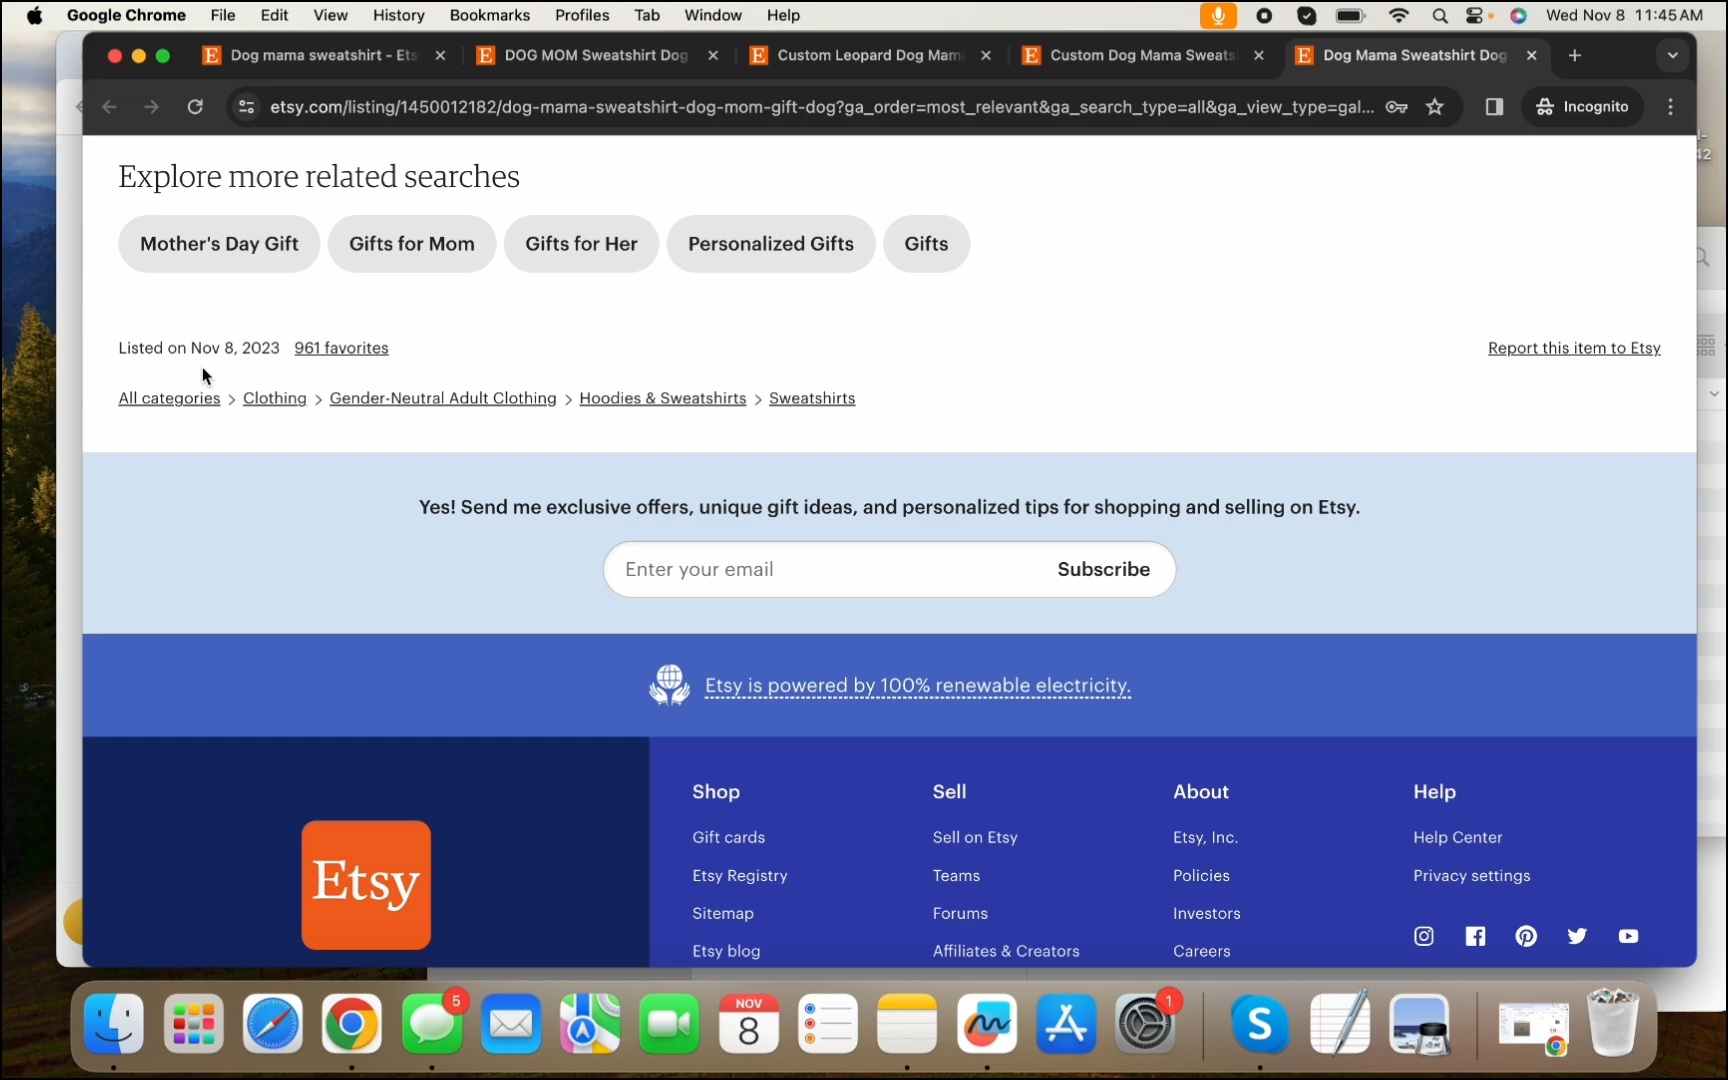 Google Chrome File Edit View History Bookmarks Profiles Tab Window Help Wed Nov 8 11:45 AM
Dog mama sweatshirt - Ets DOG MOM Sweatshirt Dog Custom Leopard Dog Mam Custom Dog Mama Sweats Dog Mama Sweatshirt Dog
etsy.com/listing/1450012182/dog-mama-sweatshirt-dog-mom-gift-dog?ga_order=most_relevant&ga_search_type=all&ga_view_type=gal... Incognito
Explore more related searches
Mother's Day Gift Gifts for Mom Gifts for Her Personalized Gifts Gifts
Listed on Nov 8, 2023 961 favorites Report this item to Etsy
All categories > Clothing > Gender-Neutral Adult Clothing > Hoodies & Sweatshirts > Sweatshirts
Yes! Send me exclusive offers, unique gift ideas, and personalized tips for shopping and selling on Etsy.
Enter your email Subscribe
Etsy is powered by 100% renewable electricity.
Shop Sell About Help
Gift cards Sell on Etsy Etsy, Inc. Help Center
Etsy Registry Teams Policies Privacy settings
Sitemap Forums Investors
Etsy blog Affiliates & Creators Careers
Etsy
5 NOV 8 1